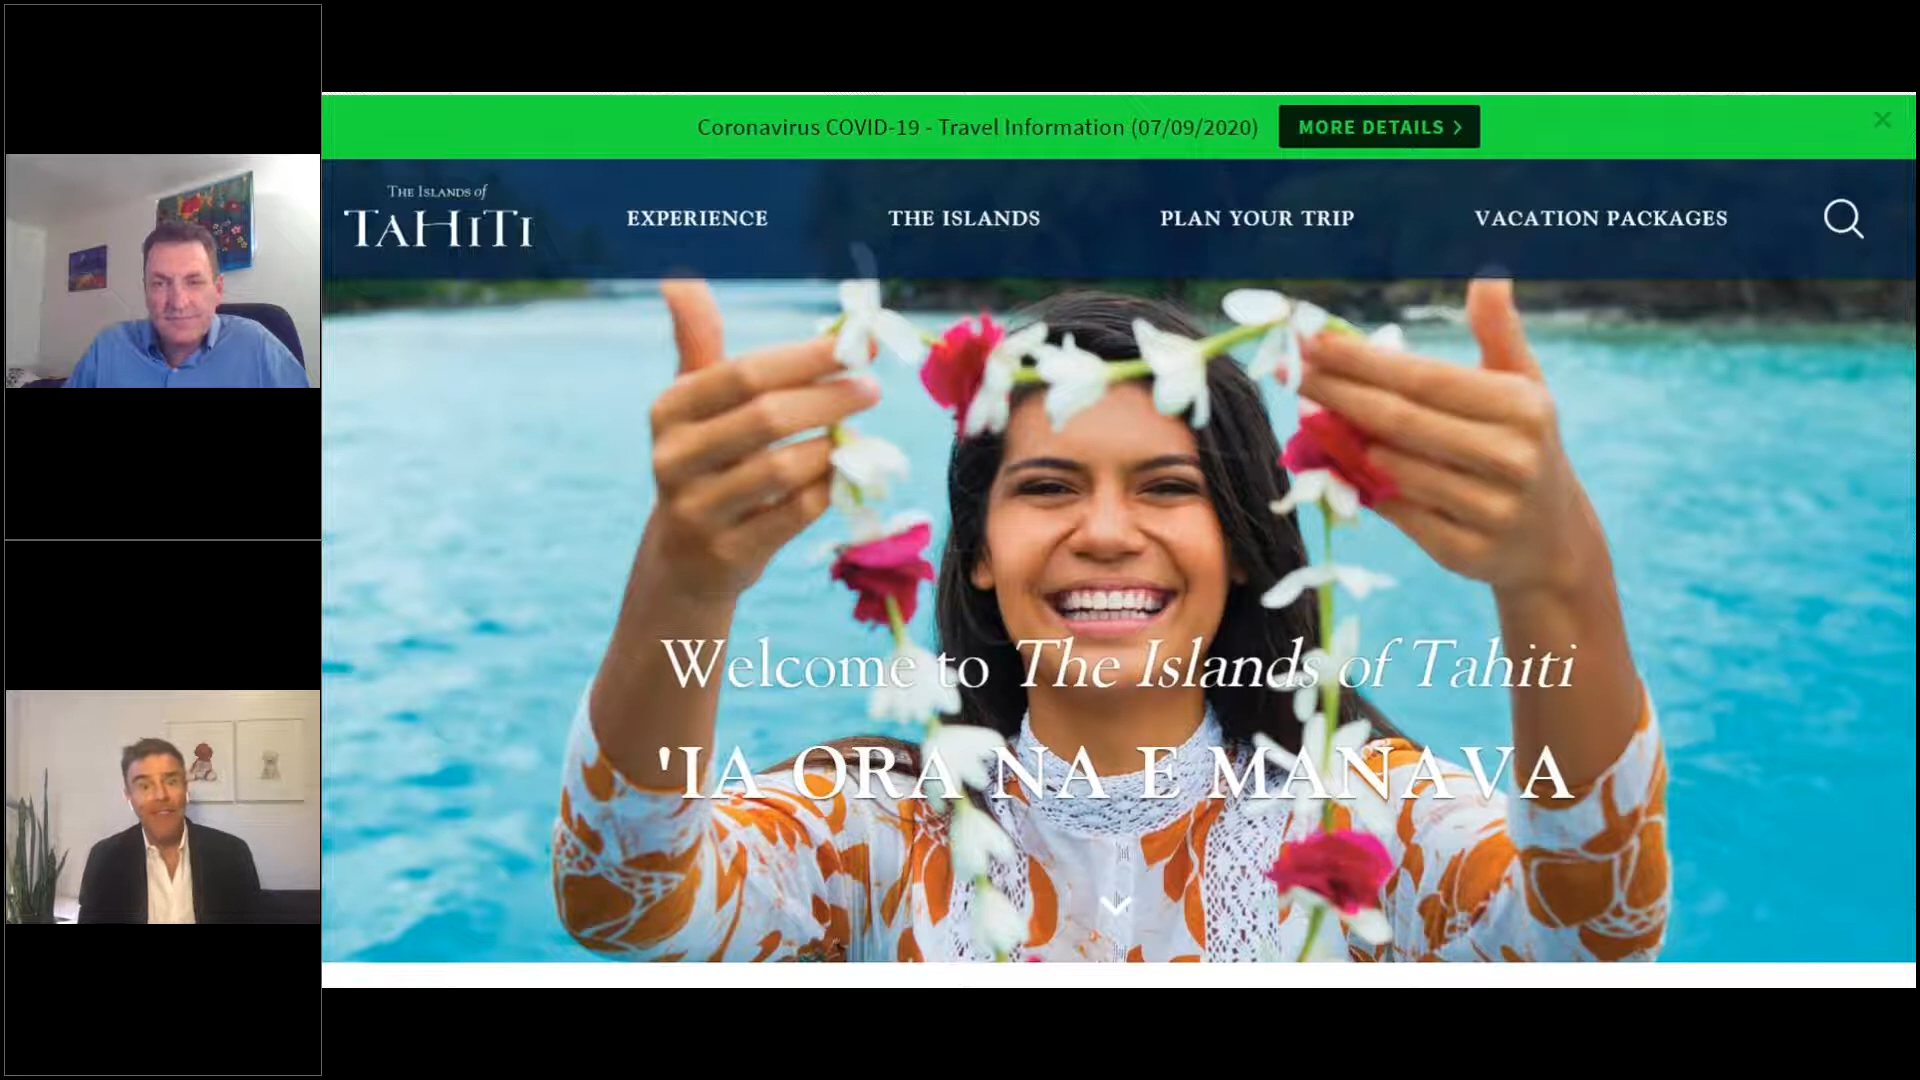 Coronavirus COVID-19 - Travel Information (07/09/2020) MORE DETAILS
THE ISLANDS of
TAHiTi
EXPERIENCE THE ISLANDS PLAN YOUR TRIP VACATION PACKAGES
Welcome to The Islands of Tahiti
'IA ORA NA E MANAVA